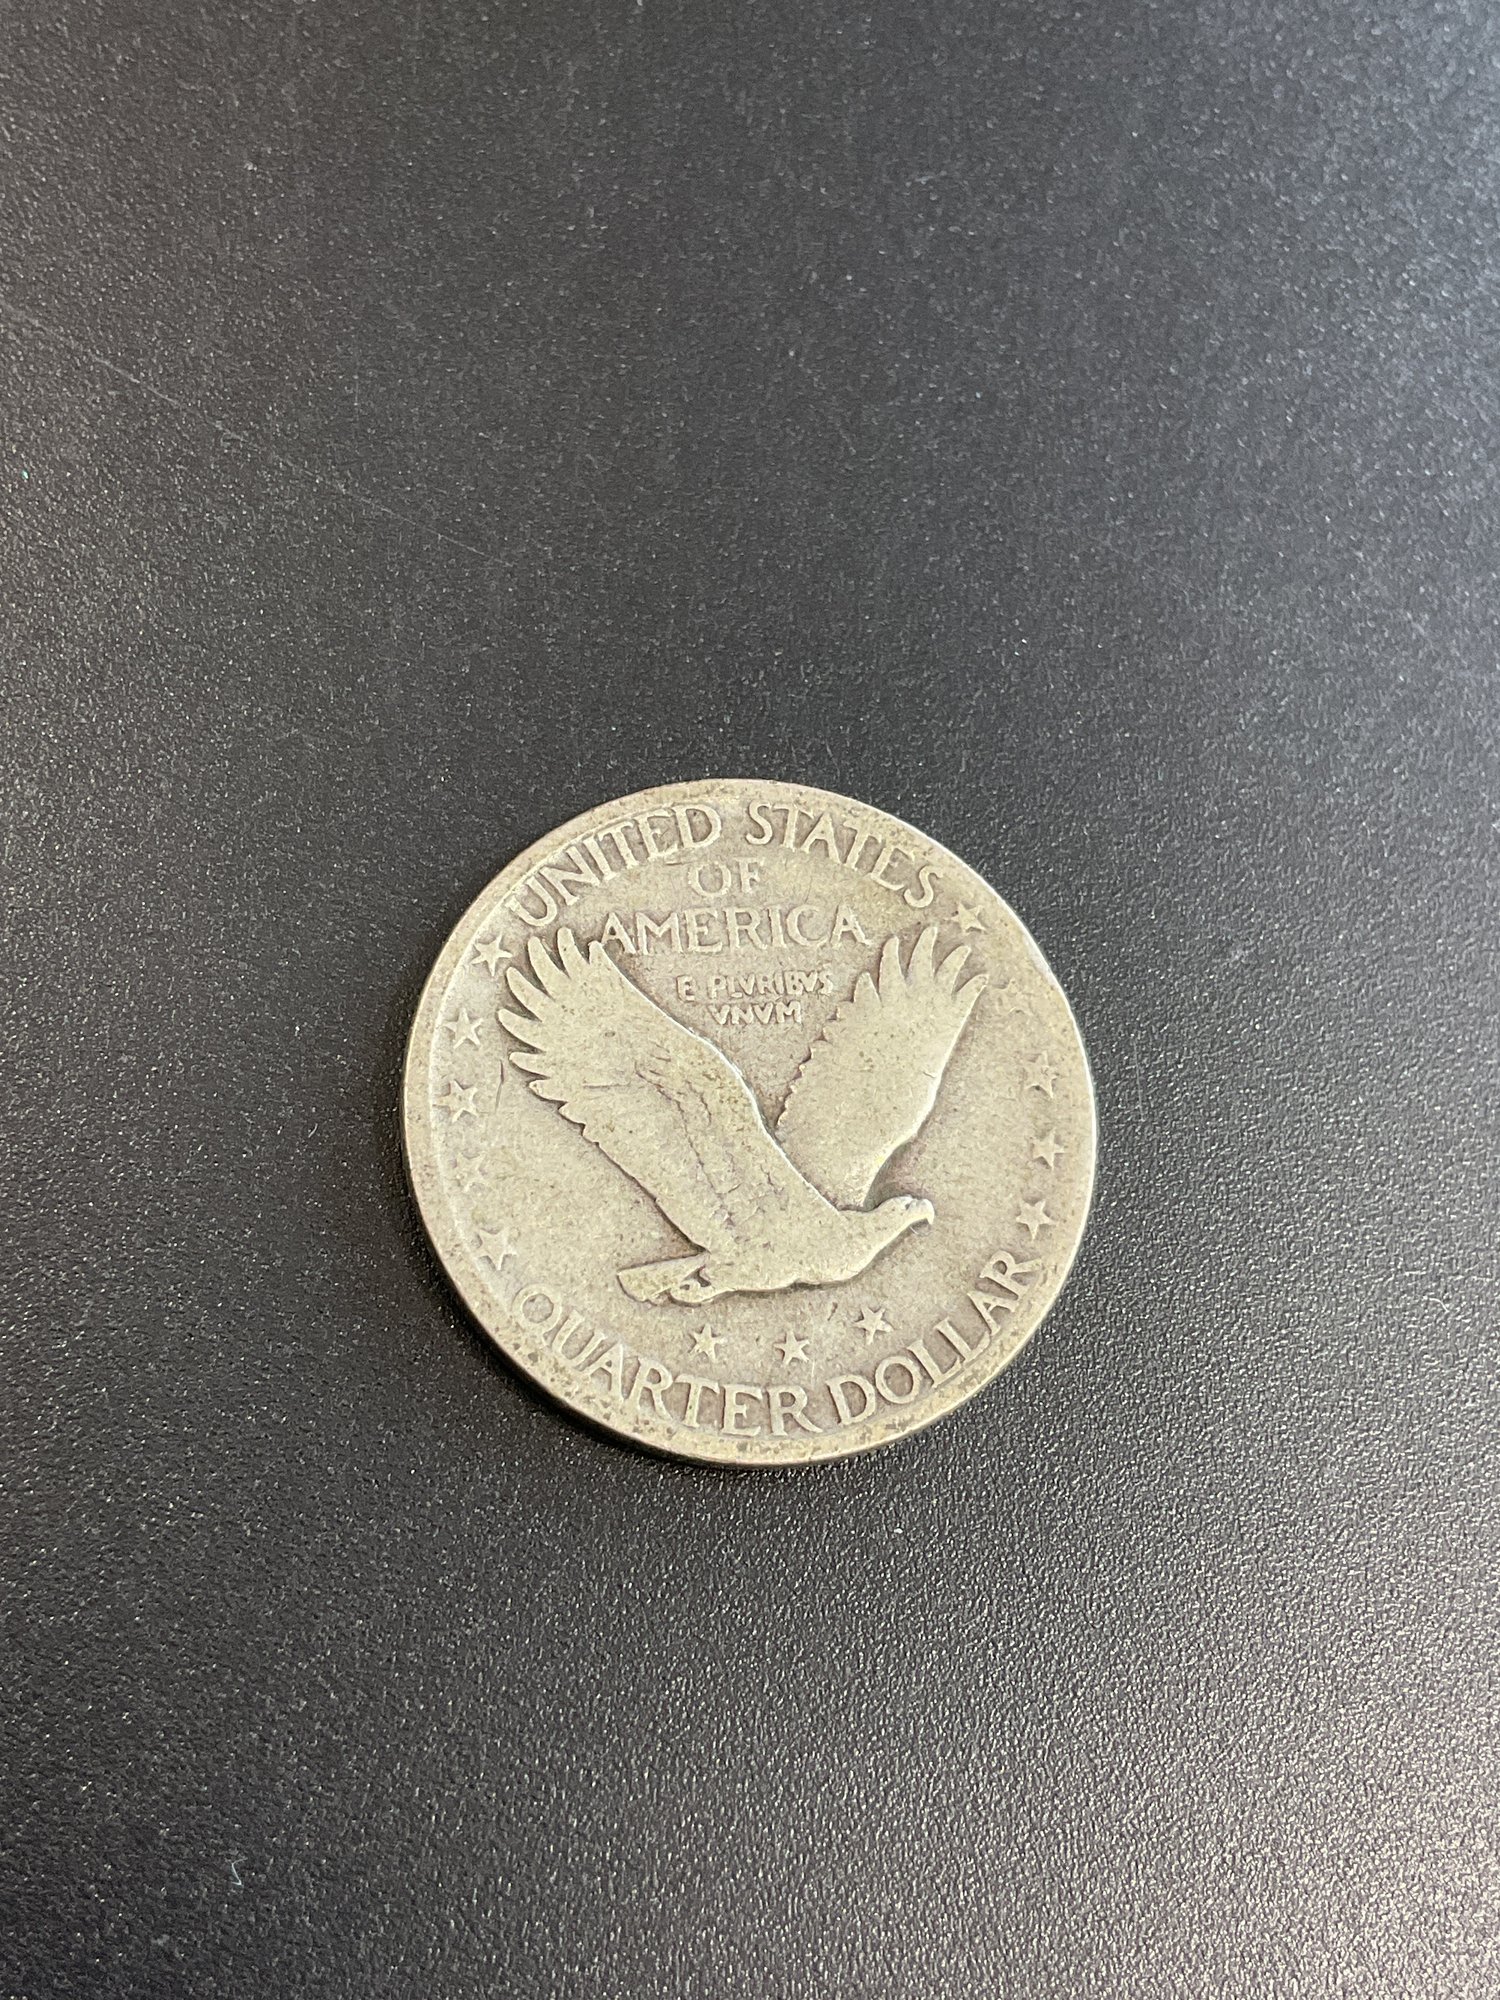 UNITED STATES
OF
AMERICA
E PLVRIBVS
VNVM
QUARTER DOLLAR